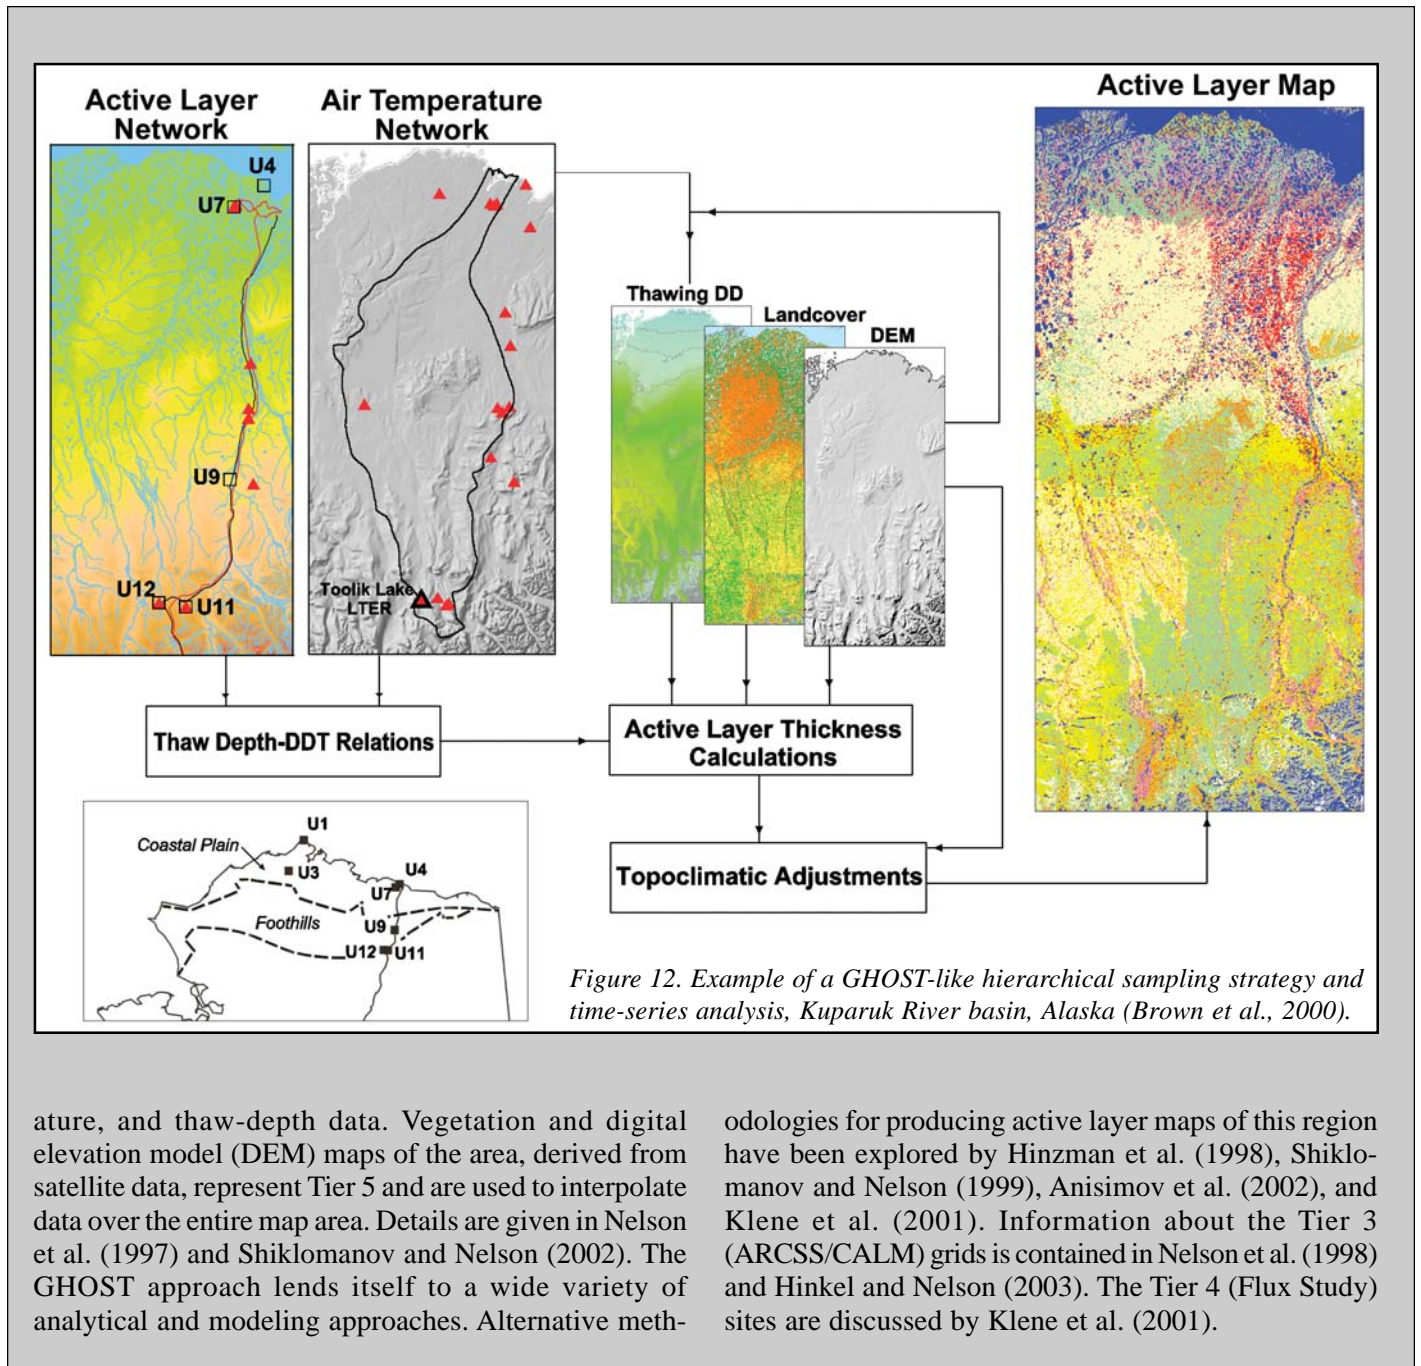 Active Layer
Network
Air Temperature
Network
Active Layer Map
U4
U7
U9
U12
U11
Toolik Lake
LTER
Thawing DD
Landcover
DEM
Thaw Depth-DDT Relations
Active Layer Thickness
Calculations
Topoclimatic Adjustments
U1
Coastal Plain
U3
U4
U7
Foothills
U9
U12
U11
Figure 12. Example of a GHOST-like hierarchical sampling strategy and
time-series analysis, Kuparuk River basin, Alaska (Brown et al., 2000).
ature, and thaw-depth data. Vegetation and digital
elevation model (DEM) maps of the area, derived from
satellite data, represent Tier 5 and are used to interpolate
data over the entire map area. Details are given in Nelson
et al. (1997) and Shiklomanov and Nelson (2002). The
GHOST approach lends itself to a wide variety of
analytical and modeling approaches. Alternative meth-
odologies for producing active layer maps of this region
have been explored by Hinzman et al. (1998), Shiklo-
manov and Nelson (1999), Anisimov et al. (2002), and
Klene et al. (2001). Information about the Tier 3
(ARCSS/CALM) grids is contained in Nelson et al. (1998)
and Hinkel and Nelson (2003). The Tier 4 (Flux Study)
sites are discussed by Klene et al. (2001).